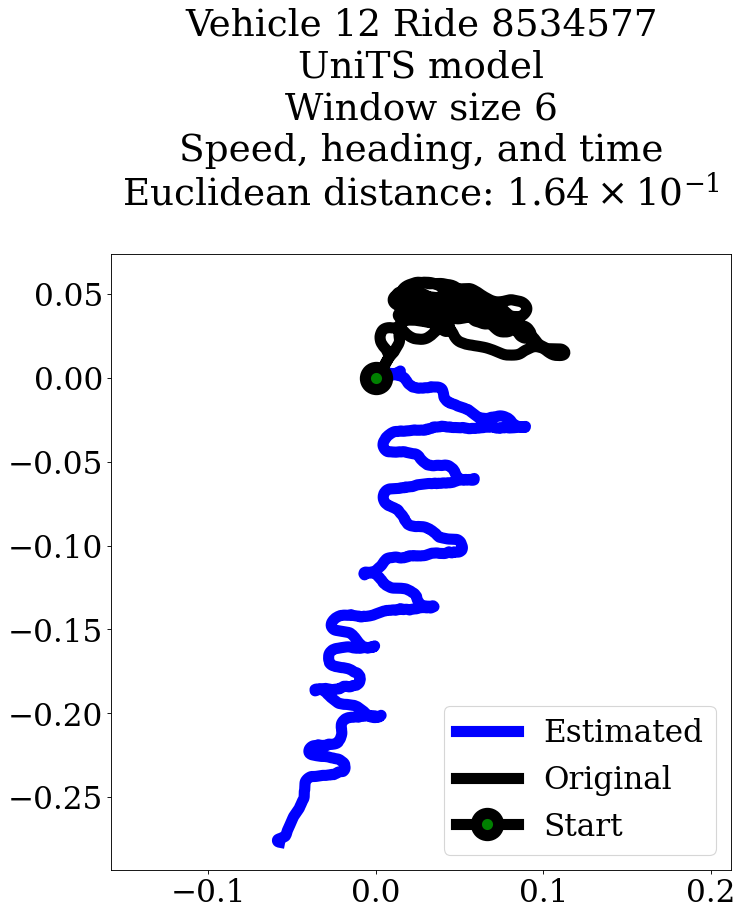 Vehicle 12 Ride 8534577
UniTS model
Window size 6
Speed, heading, and time
Euclidean distance: $1.64 \times 10^{-1}$
0.05
0.00
−0.05
−0.10
−0.15
−0.20
−0.25
−0.1
0.0
0.1
0.2
Estimated
Original
Start